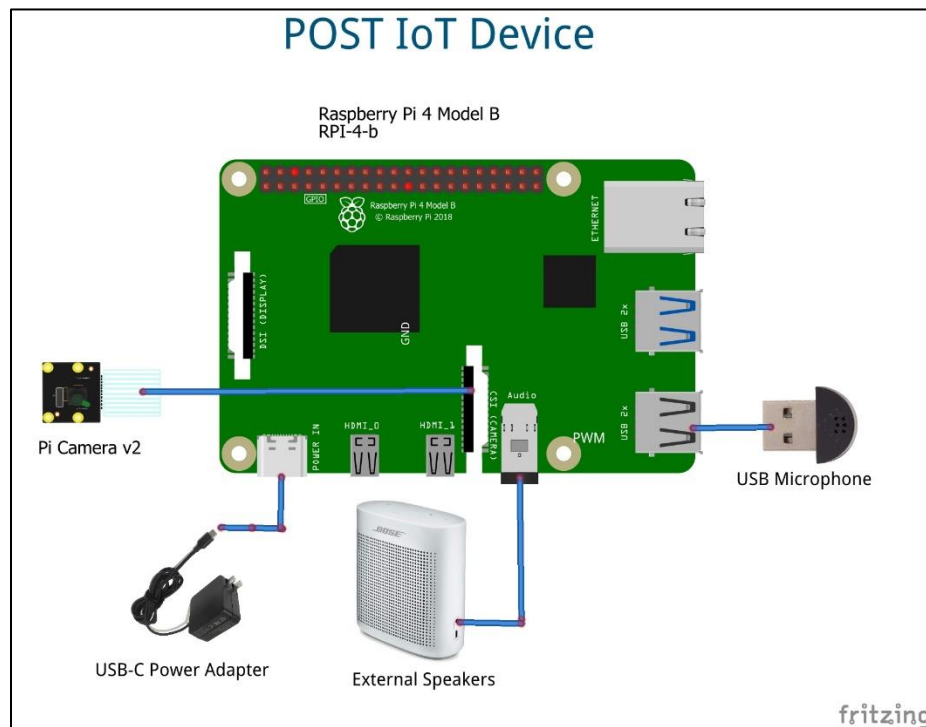 POST IoT Device
Raspberry Pi 4 Model B
RPI-4-b
GPIO
Raspberry Pi 4 Model B
© Raspberry Pi 2018
ETHERNET
DSI (DISPLAY)
GND
USB 2x
Pi Camera v2
POWER IN
HDMI_0
HDMI_1
CSI (CAMERA)
Audio
PWM
USB 2x
USB Microphone
BOSE
USB-C Power Adapter
External Speakers
fritzing